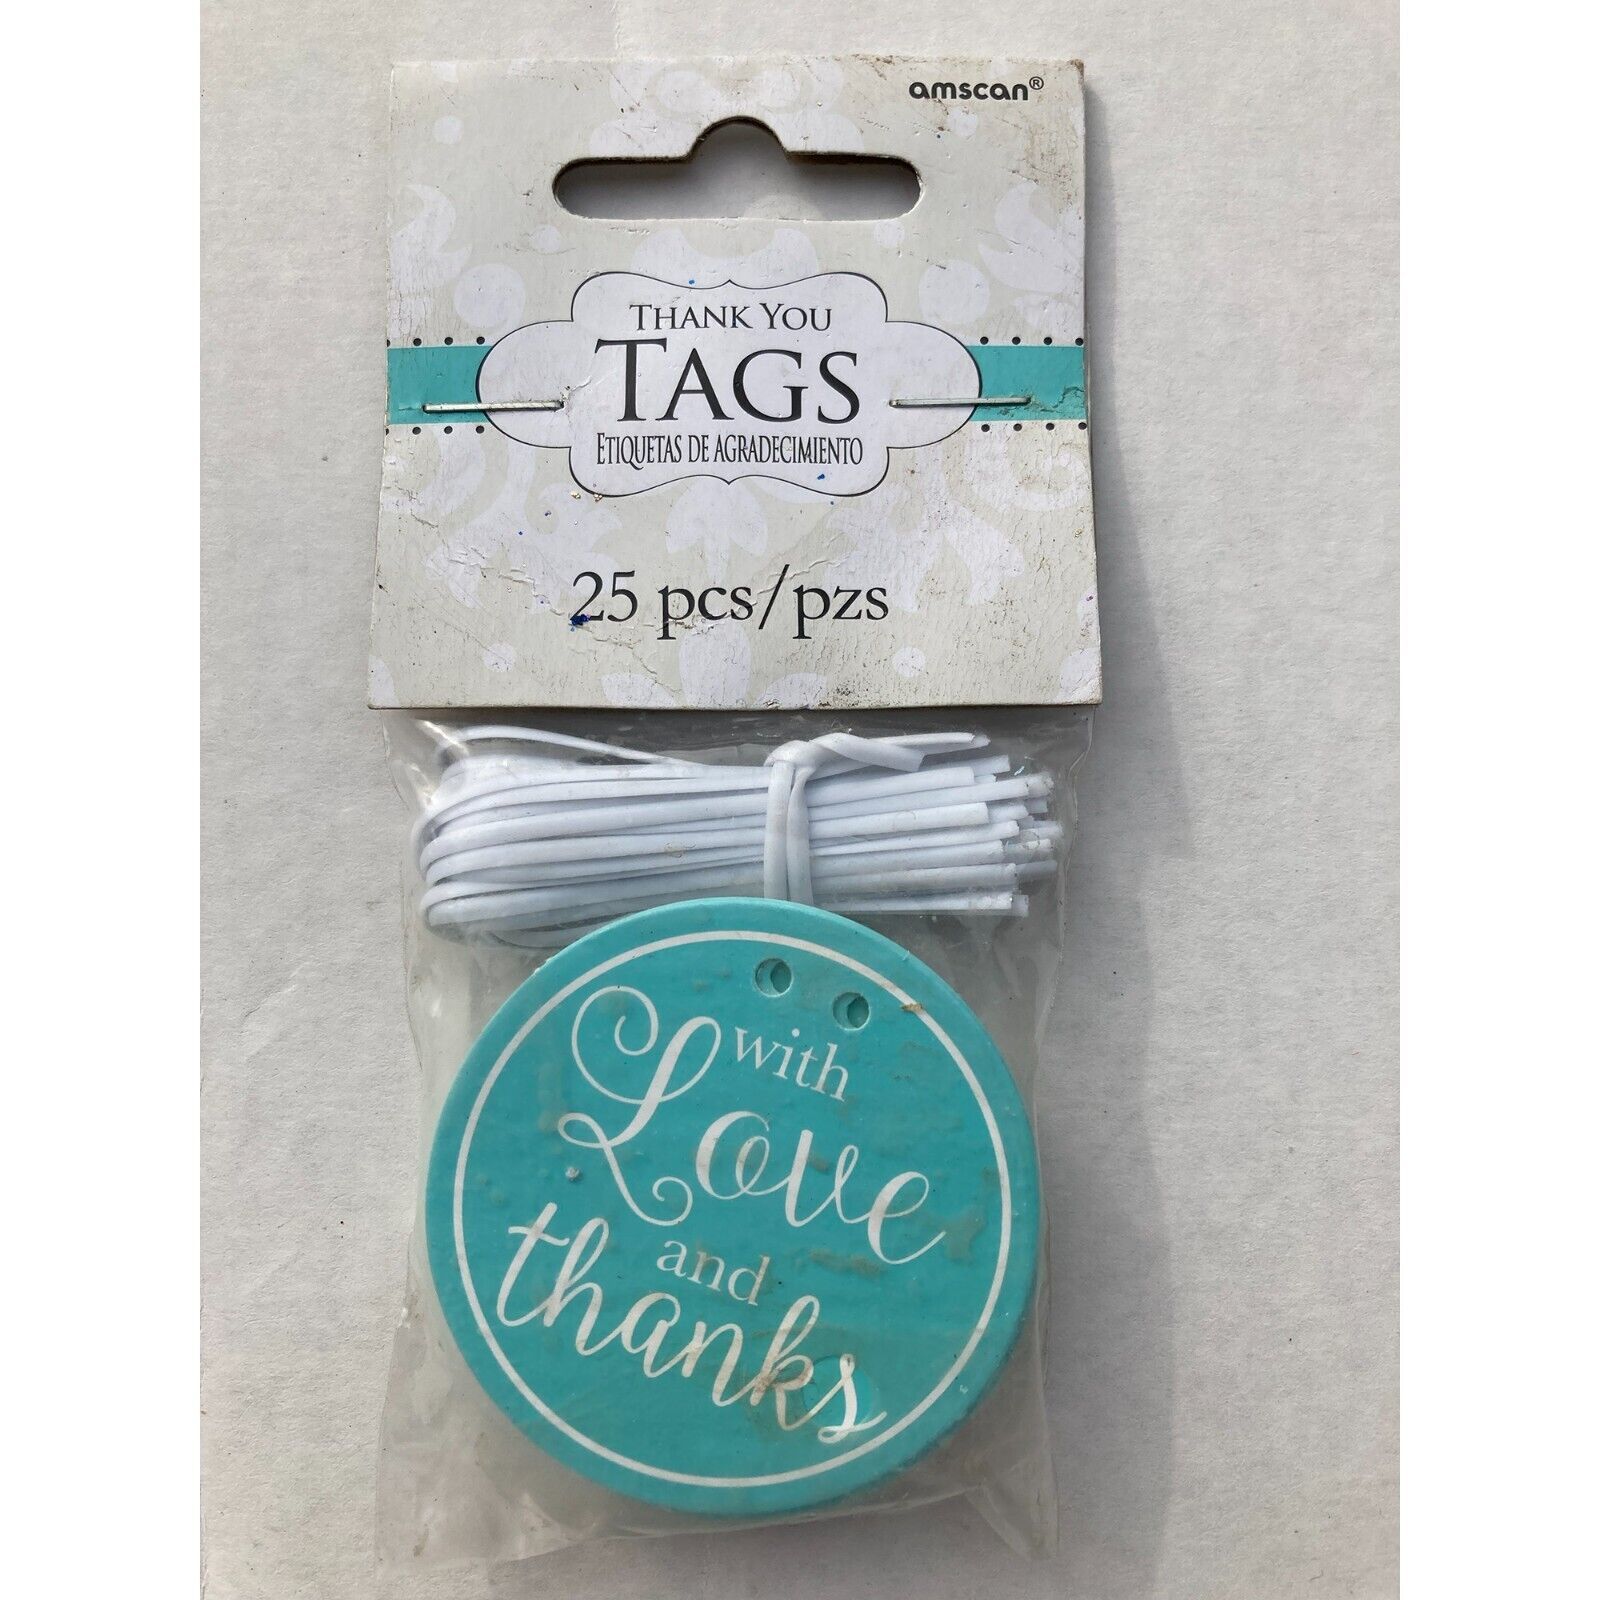 amscan®
THANK YOU
TAGS
ETIQUETAS DE AGRADECIMIENTO
25 pcs/pzs
with
Love
and
thanks